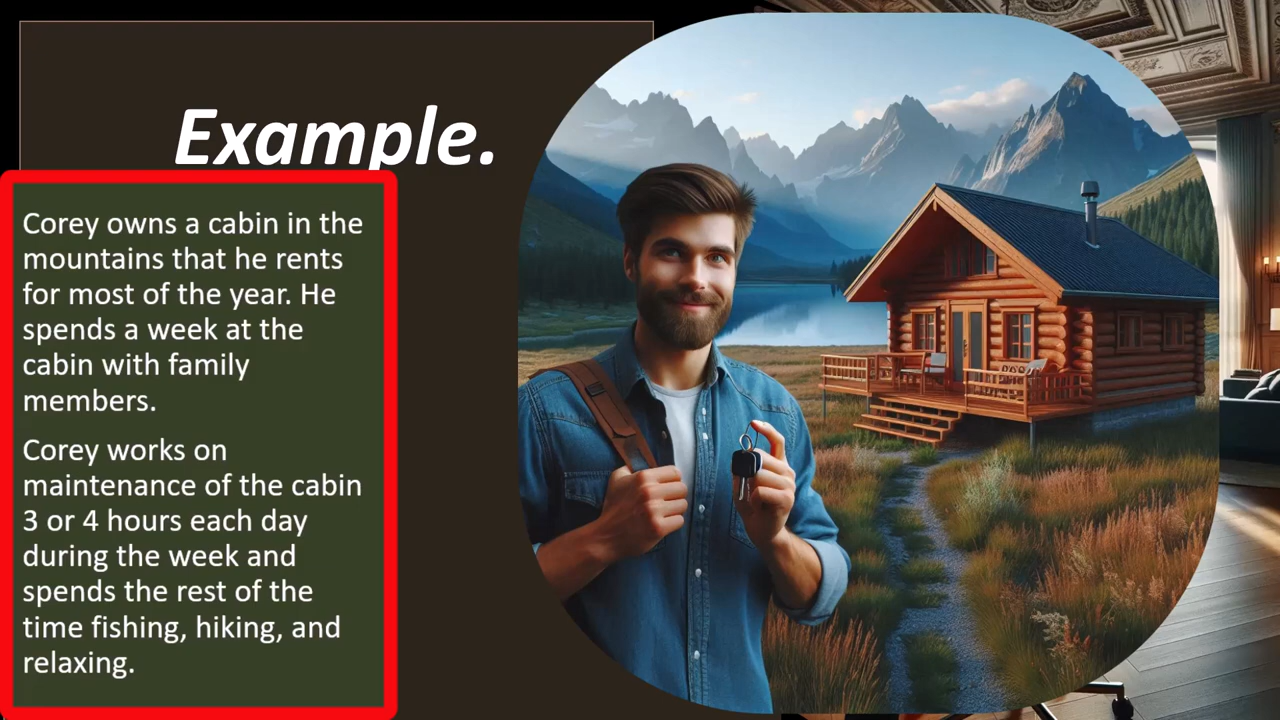 Example.
Corey owns a cabin in the
mountains that he rents
for most of the year. He
spends a week at the
cabin with family
members.
Corey works on
maintenance of the cabin
3 or 4 hours each day
during the week and
spends the rest of the
time fishing, hiking, and
relaxing.